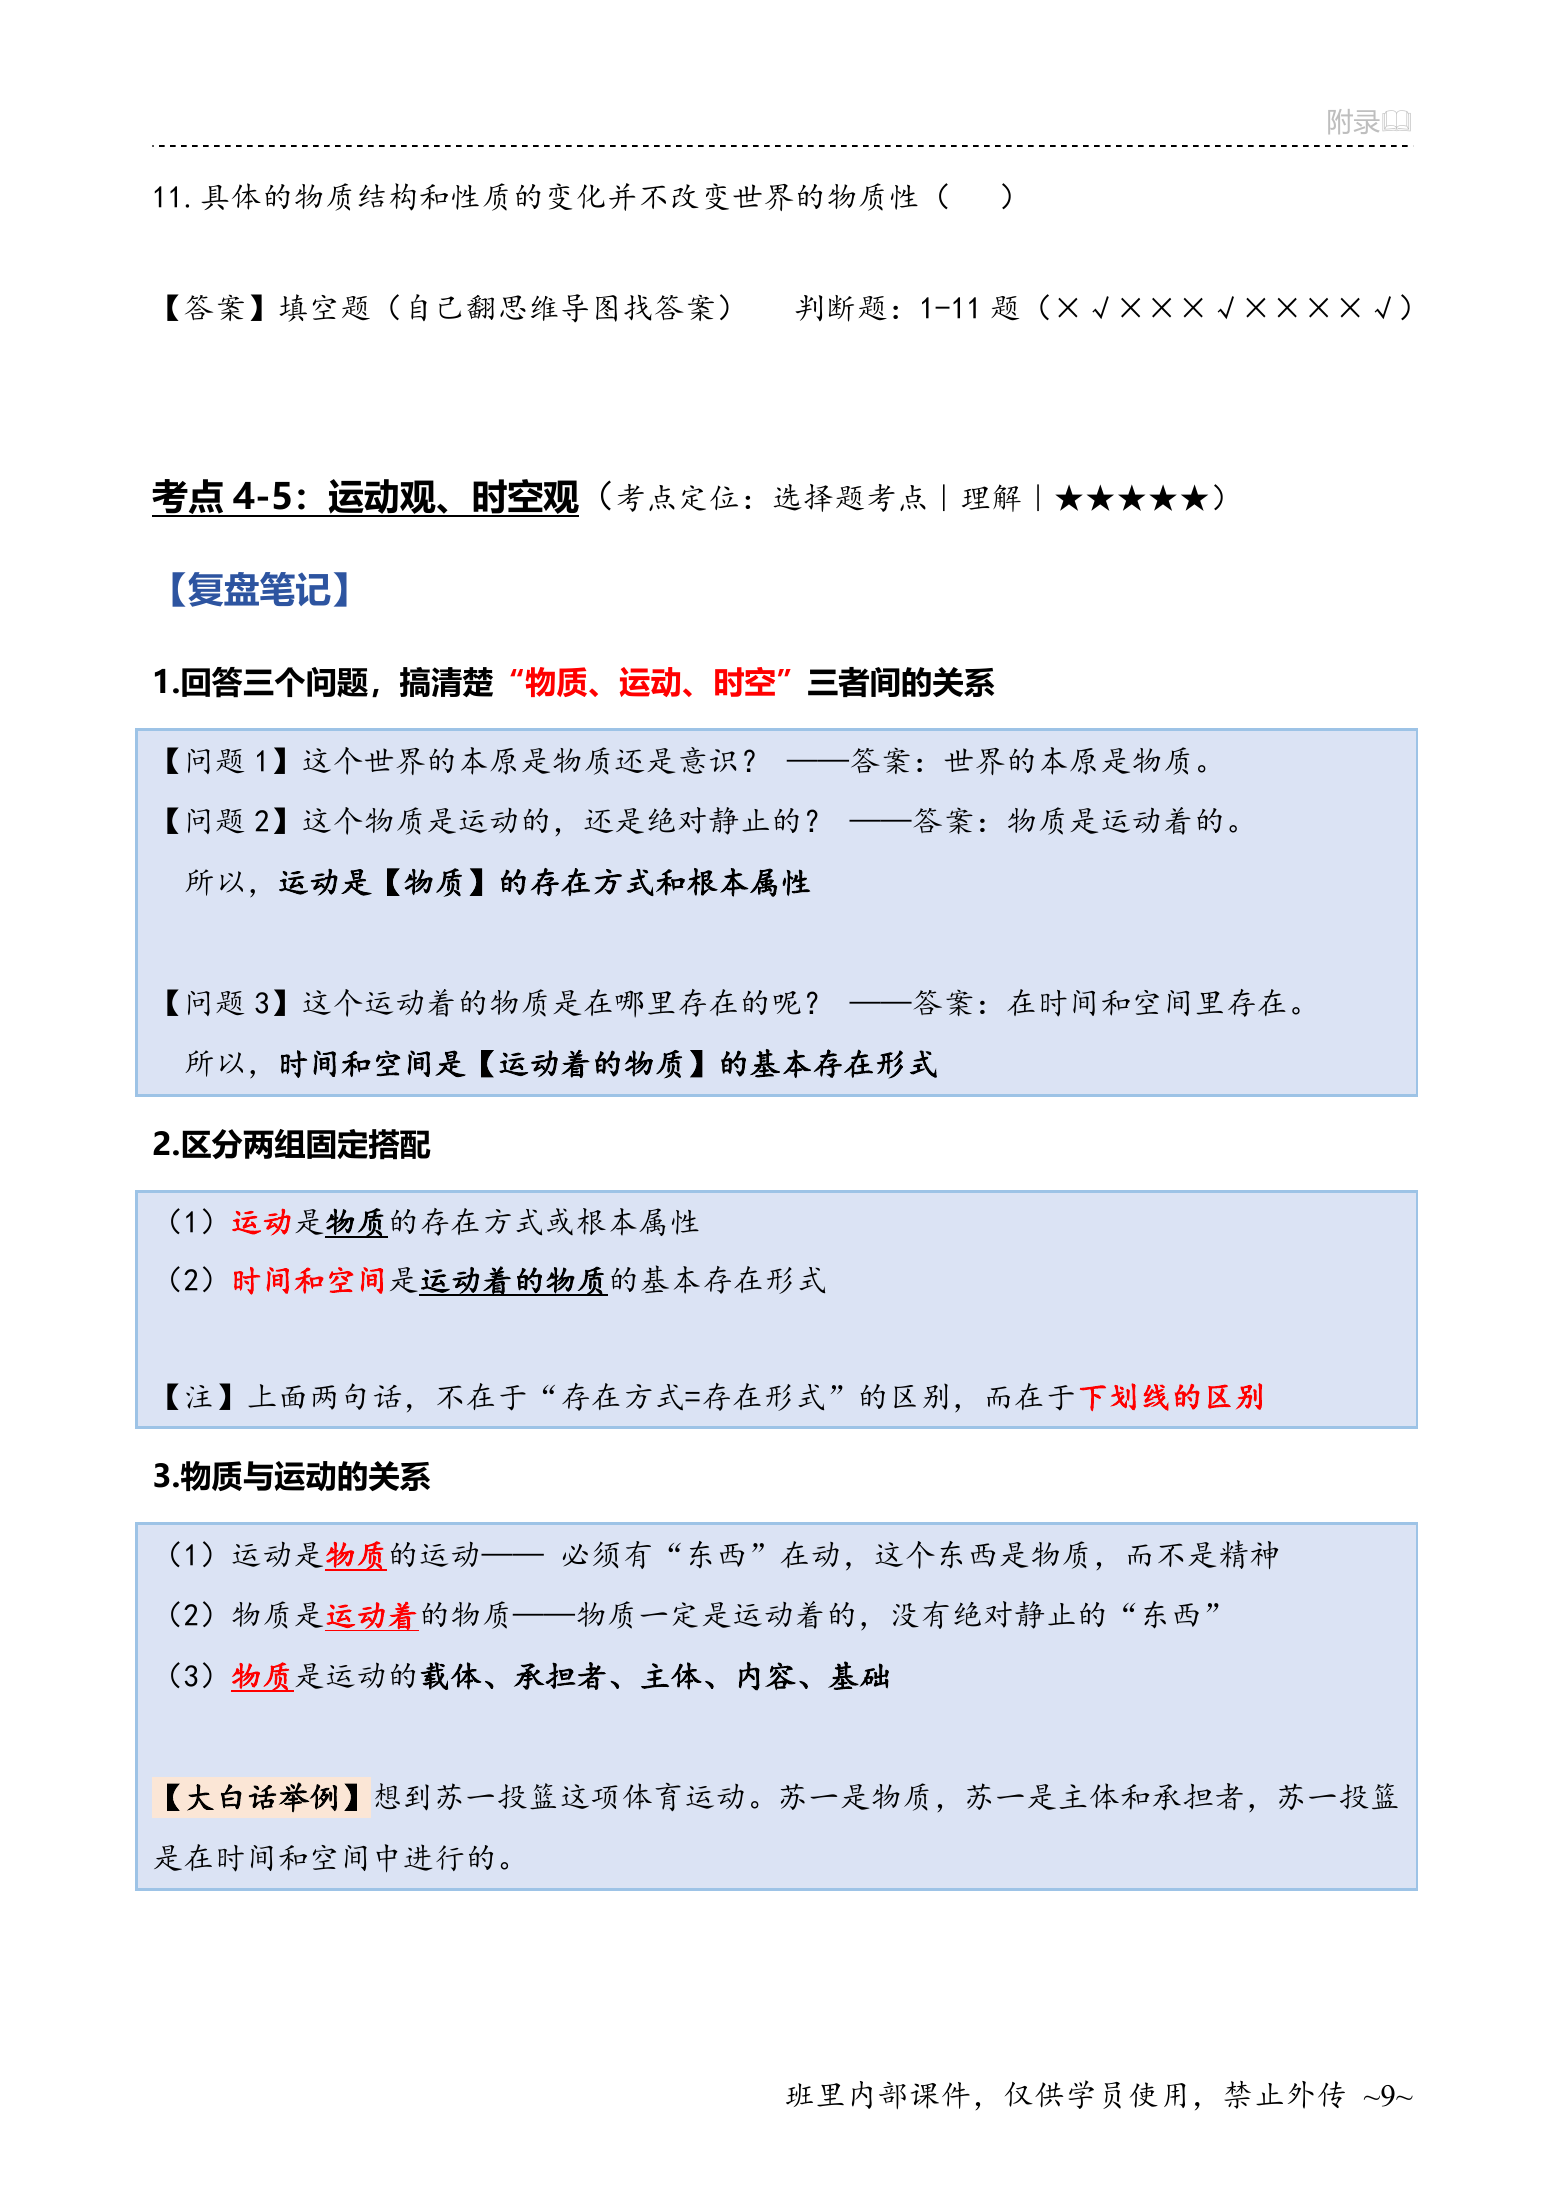 附录
11.具体的物质结构和性质的变化并不改变世界的物质性（ ）
【答案】填空题（自己翻思维导图找答案） 判断题：1-11 题（×√×××√××××√）
考点 4-5：运动观、时空观（考点定位：选择题考点｜理解｜★★★★★）
【复盘笔记】
1.回答三个问题，搞清楚“物质、运动、时空”三者间的关系
【问题 1】这个世界的本原是物质还是意识？ ——答案：世界的本原是物质。
【问题 2】这个物质是运动的，还是绝对静止的？ ——答案：物质是运动着的。
所以，运动是【物质】的存在方式和根本属性
【问题 3】这个运动着的物质是在哪里存在的呢？ ——答案：在时间和空间里存在。
所以，时间和空间是【运动着的物质】的基本存在形式
2.区分两组固定搭配
（1）运动是物质的存在方式或根本属性
（2）时间和空间是运动着的物质的基本存在形式
【注】上面两句话，不在于“存在方式=存在形式”的区别，而在于下划线的区别
3.物质与运动的关系
（1）运动是物质的运动—— 必须有“东西”在动，这个东西是物质，而不是精神
（2）物质是运动着的物质——物质一定是运动着的，没有绝对静止的“东西”
（3）物质是运动的载体、承担者、主体、内容、基础
【大白话举例】想到苏一投篮这项体育运动。苏一是物质，苏一是主体和承担者，苏一投篮
是在时间和空间中进行的。
班里内部课件，仅供学员使用，禁止外传 ~9~